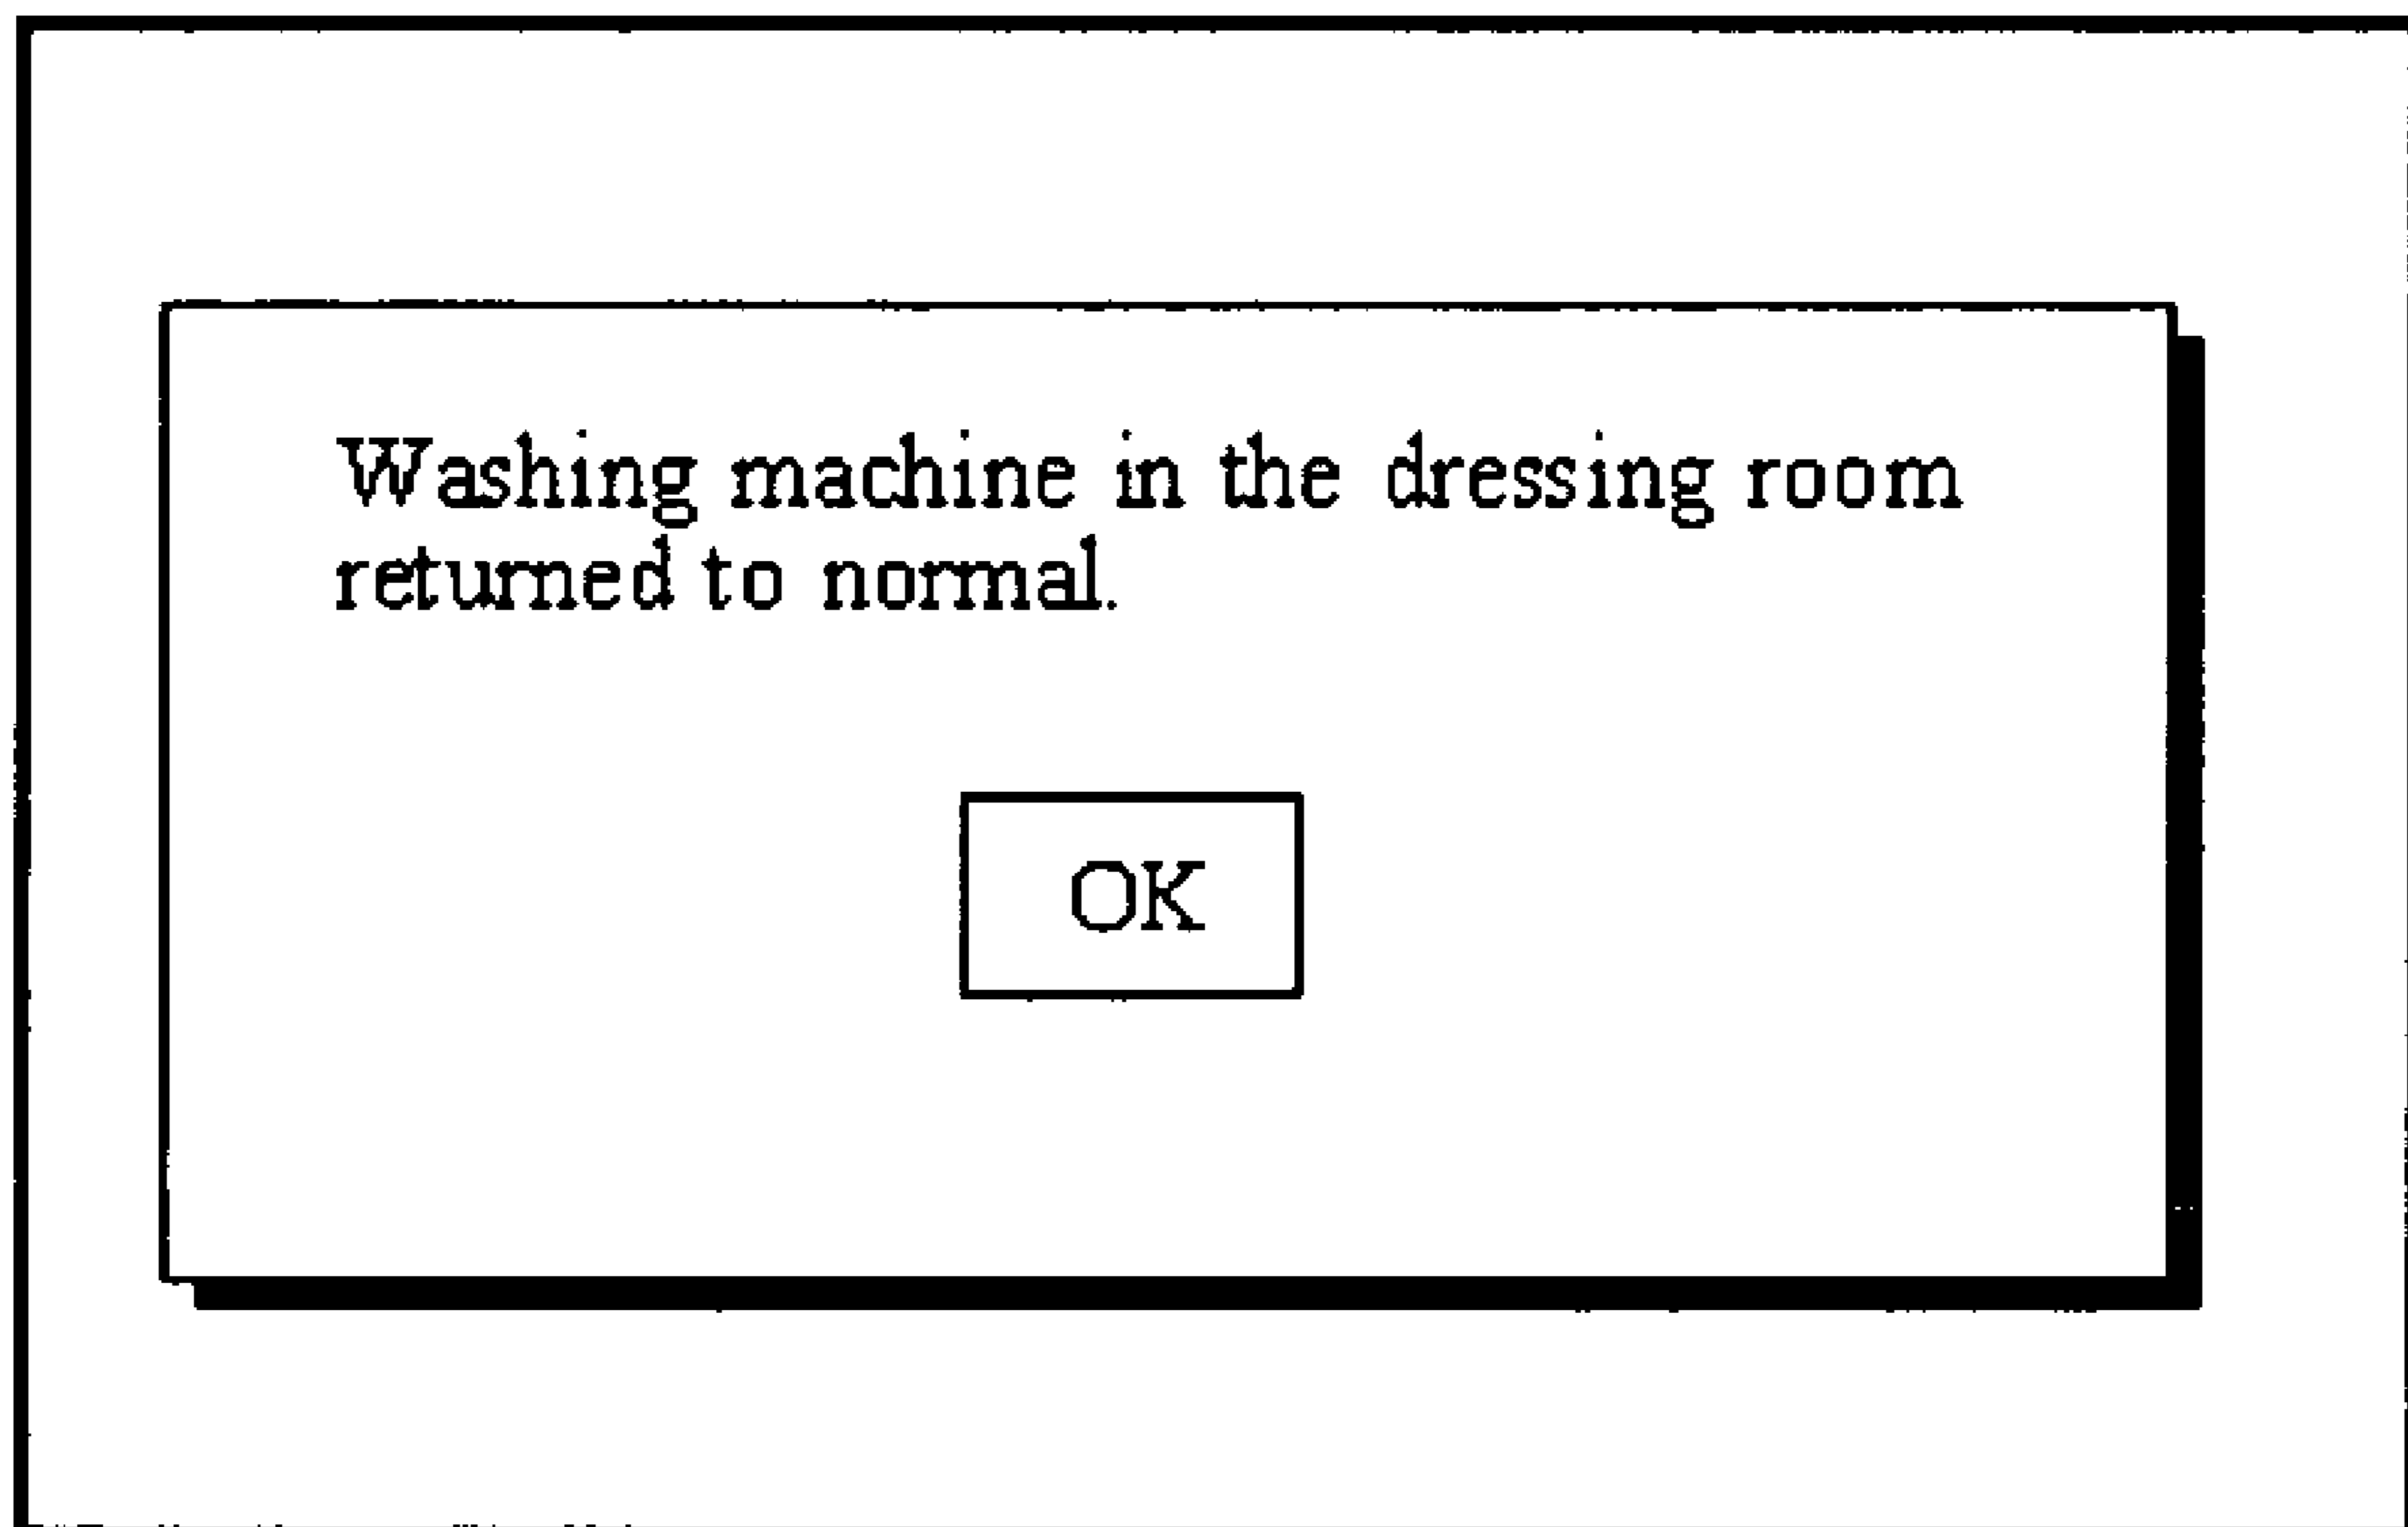 Washing machine in the dressing room
returned to normal.
OK